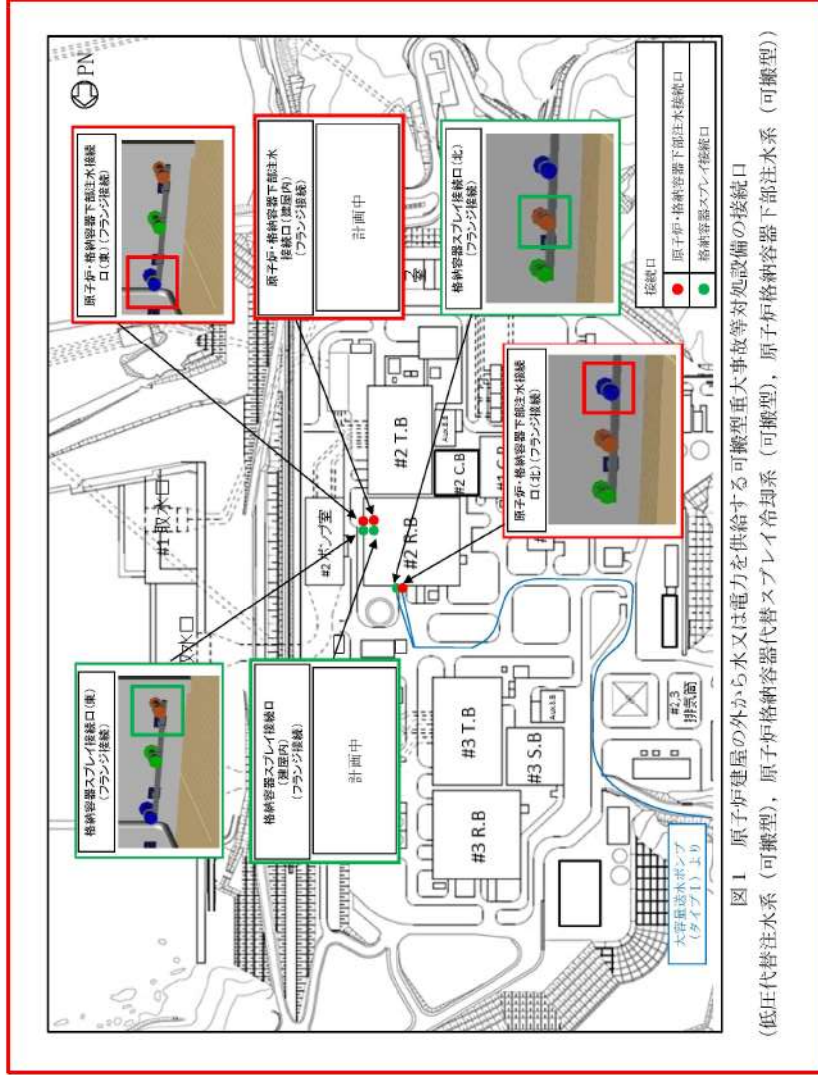 PN
原子炉・格納容器下部注水接続
口(東)(フランジ接続)
原子炉・格納容器下部注水
接続口(建屋内)
(フランジ接続)
計画中
格納容器スプレイ接続口(北)
(フランジ接続)
原子炉・格納容器下部注水接続
口(北)(フランジ接続)
格納容器スプレイ接続口(東)
(フランジ接続)
格納容器スプレイ接続口
(建屋内)
(フランジ接続)
計画中
接続口
原子炉・格納容器下部注水接続口
格納容器スプレイ接続口
#1 取水口
取水口
#2 ポンプ室
プ室
#2 T.B
Aux.B.B
#2 C.B
#1 C.B
#2 R.B
#3 T.B
Aux.B.B
#3 S.B
#3 R.B
#2,3
排気筒
大容量送水ポンプ
(タイプⅠ)より
図1 原子炉建屋の外から水又は電力を供給する可搬型重大事故等対処設備の接続口
(低圧代替注水系(可搬型),原子炉格納容器代替スプレイ冷却系(可搬型),原子炉格納容器下部注水系(可搬型))